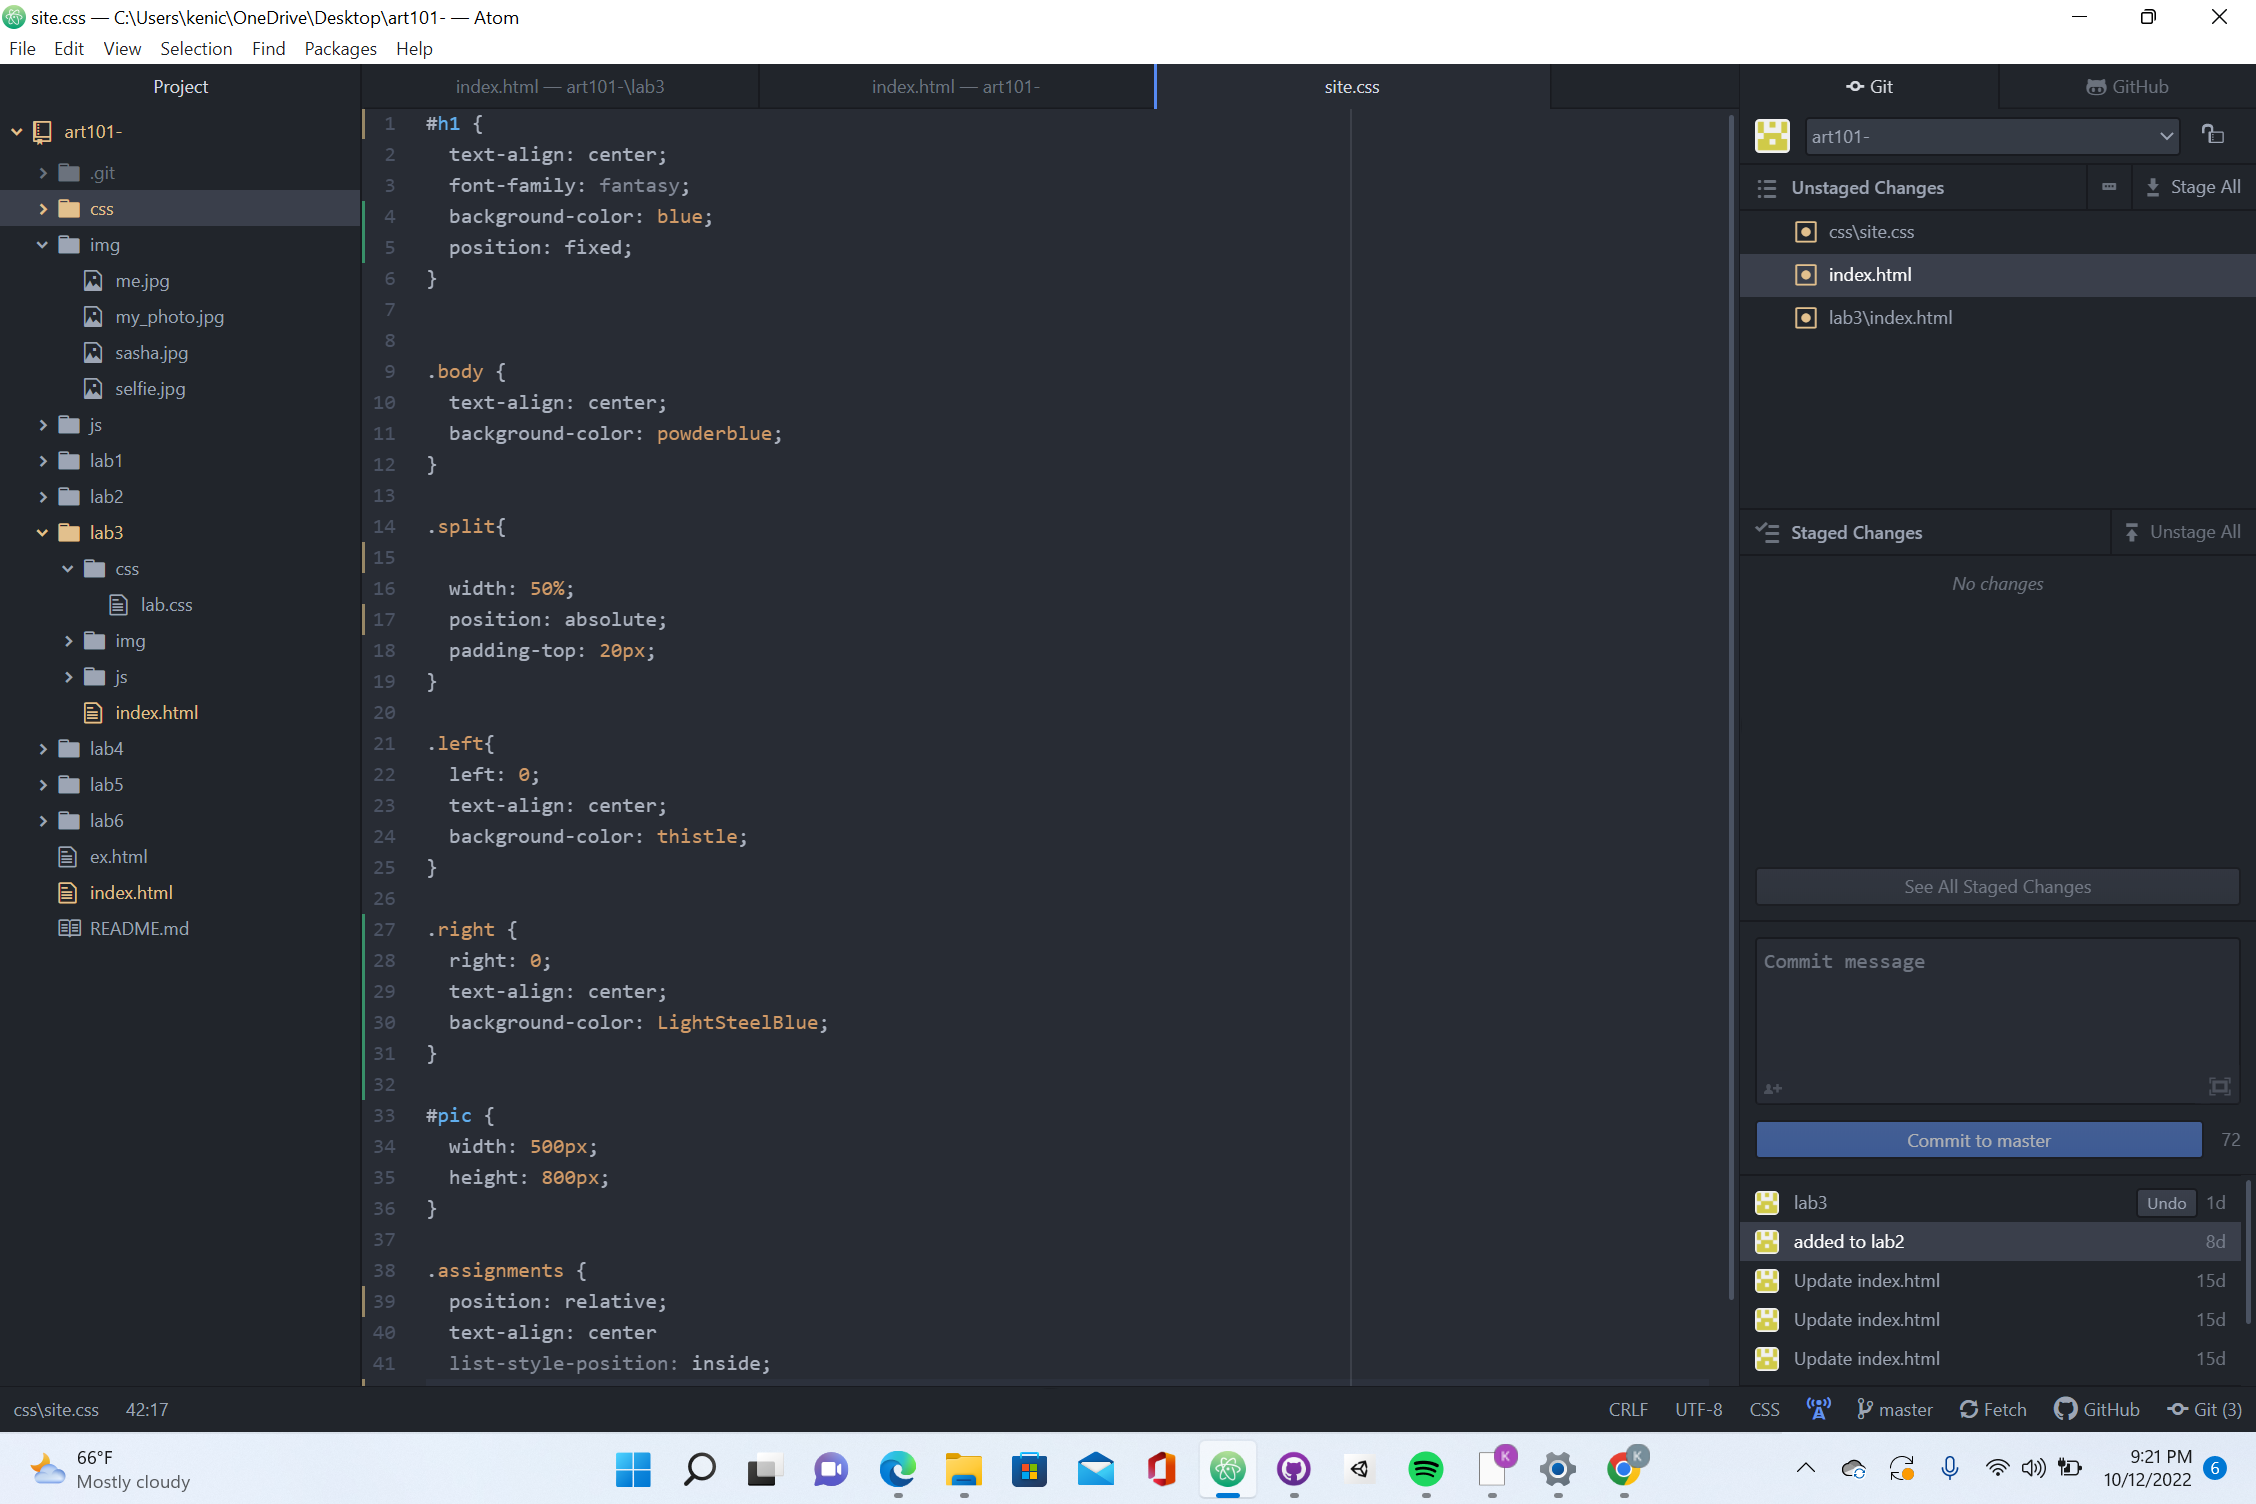 site.css — C:\Users\kenic\OneDrive\Desktop\art101- — Atom
File Edit View Selection Find Packages Help
Project
art101-
.git
css
img
me.jpg
my_photo.jpg
sasha.jpg
selfie.jpg
js
lab1
lab2
lab3
css
lab.css
img
js
index.html
lab4
lab5
lab6
ex.html
index.html
README.md
index.html — art101-\lab3
index.html — art101-
site.css
1 #h1 {
2 text-align: center;
3 font-family: fantasy;
4 background-color: blue;
5 position: fixed;
6 }
7
8
9 .body {
10 text-align: center;
11 background-color: powderblue;
12 }
13
14 .split{
15
16 width: 50%;
17 position: absolute;
18 padding-top: 20px;
19 }
20
21 .left{
22 left: 0;
23 text-align: center;
24 background-color: thistle;
25 }
26
27 .right {
28 right: 0;
29 text-align: center;
30 background-color: LightSteelBlue;
31 }
32
33 #pic {
34 width: 500px;
35 height: 800px;
36 }
37
38 .assignments {
39 position: relative;
40 text-align: center
41 list-style-position: inside;
Git
GitHub
art101-
Unstaged Changes
Stage All
css\site.css
index.html
lab3\index.html
Staged Changes
Unstage All
No changes
See All Staged Changes
Commit message
Commit to master 72
lab3 Undo 1d
added to lab2 8d
Update index.html 15d
Update index.html 15d
Update index.html 15d
css\site.css 42:17
CRLF UTF-8 CSS master Fetch GitHub Git (3)
66°F
Mostly cloudy
K
K
9:21 PM
10/12/2022
6